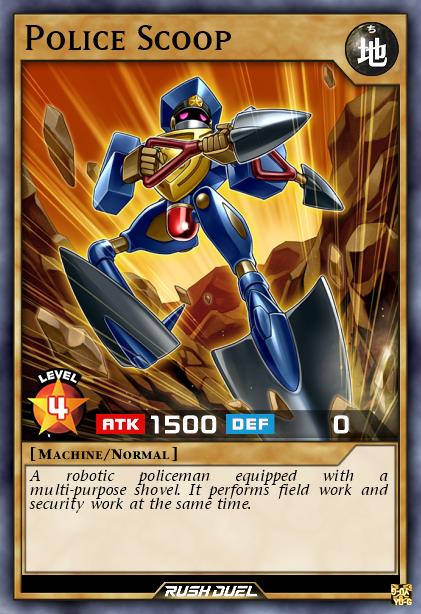 POLICE SCOOP
ち
地
LEVEL
4
ATK 1500 DEF 0
[MACHINE/NORMAL]
A robotic policeman equipped with a
multi-purpose shovel. It performs field work and
security work at the same time.
RUSH DUEL